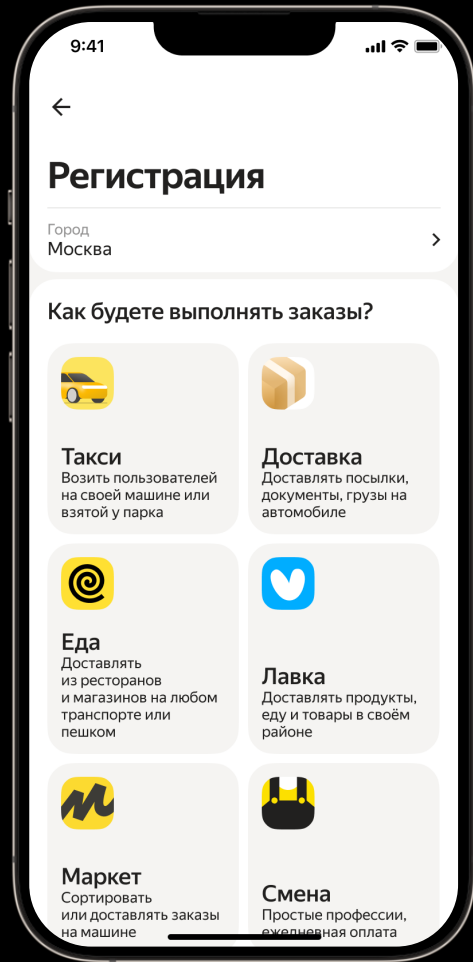 9:41
Регистрация
Город
Москва
Как будете выполнять заказы?
Такси
Возить пользователей
на своей машине или
взятой у парка
Доставка
Доставлять посылки,
документы, грузы на
автомобиле
Еда
Доставлять
из ресторанов
и магазинов на любом
транспорте или
пешком
Лавка
Доставлять продукты,
еду и товары в своём
районе
Маркет
Сортировать
или доставлять заказы
на машине
Смена
Простые профессии,
ежедневная оплата